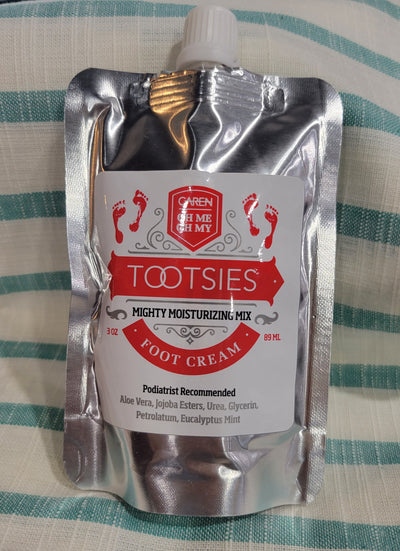 CAREN
OH ME
OH MY
TOOTSIES
MIGHTY MOISTURIZING MIX
3 OZ
89 ML
FOOT CREAM
Podiatrist Recommended
Aloe Vera, Jojoba Esters, Urea, Glycerin,
Petrolatum, Eucalyptus Mint